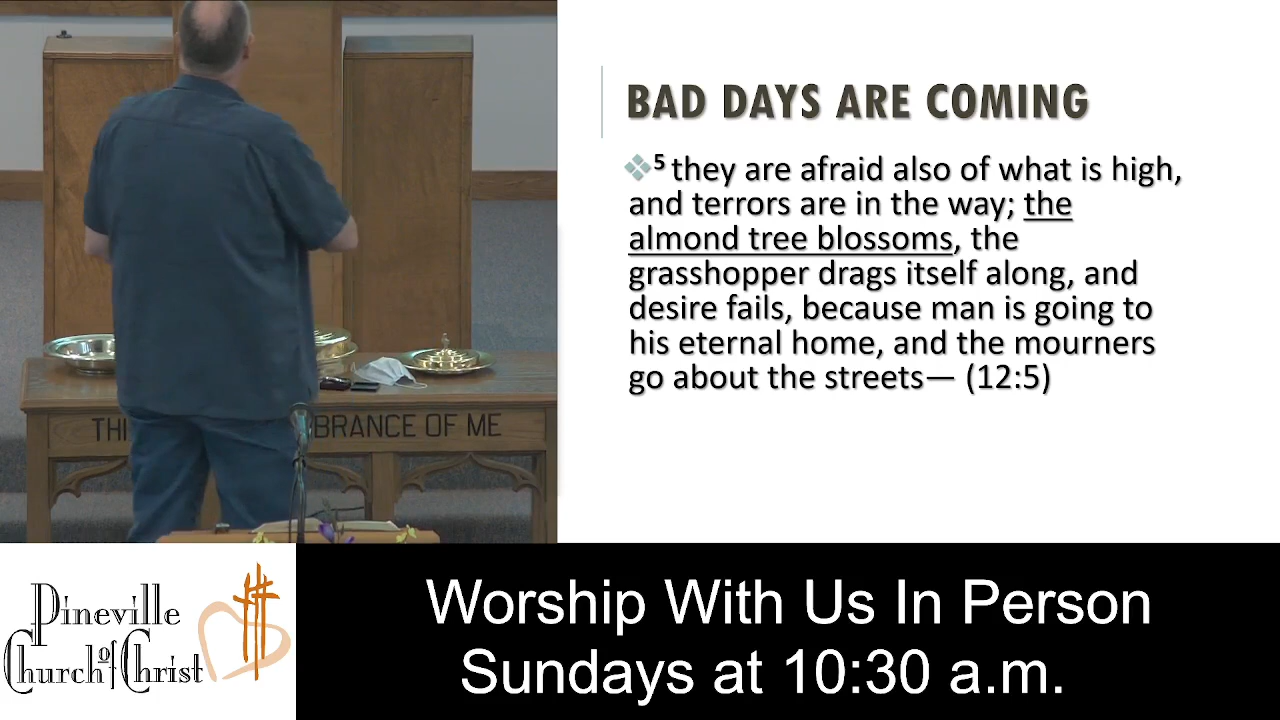 BAD DAYS ARE COMING
5 they are afraid also of what is high,
and terrors are in the way; the
almond tree blossoms, the
grasshopper drags itself along, and
desire fails, because man is going to
his eternal home, and the mourners
go about the streets— (12:5)
OF ME
Pineville
Church of Christ
Worship With Us In Person
Sundays at 10:30 a.m.